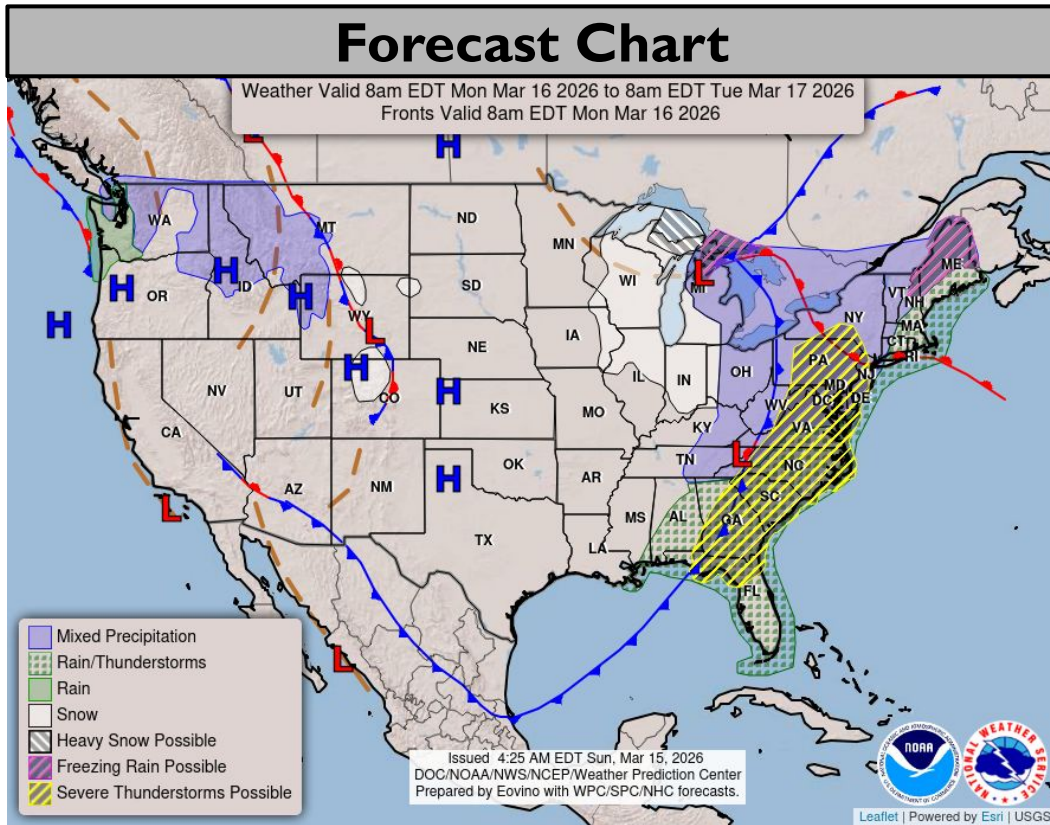 Forecast Chart
Weather Valid 8am EDT Mon Mar 16 2026 to 8am EDT Tue Mar 17 2026
Fronts Valid 8am EDT Mon Mar 16 2026
L
H
WA
MT
ND
MN
ME
H
H
H
OR
ID
WY
SD
WI
L
MI
VT
NH
NY
MA
CT
RI
H
L
H
NE
IA
PA
NJ
NV
UT
CO
H
KS
MO
IL
IN
OH
WV
MD
DC
DE
VA
CA
AZ
NM
H
OK
AR
KY
TN
L
NC
SC
L
TX
LA
MS
AL
GA
FL
L
Mixed Precipitation
Rain/Thunderstorms
Rain
Snow
Heavy Snow Possible
Freezing Rain Possible
Severe Thunderstorms Possible
Issued 4:25 AM EDT Sun, Mar 15, 2026
DOC/NOAA/NWS/NCEP/Weather Prediction Center
Prepared by Eovino with WPC/SPC/NHC forecasts.
NOAA
NATIONAL WEATHER SERVICE
Leaflet | Powered by Esri | USGS